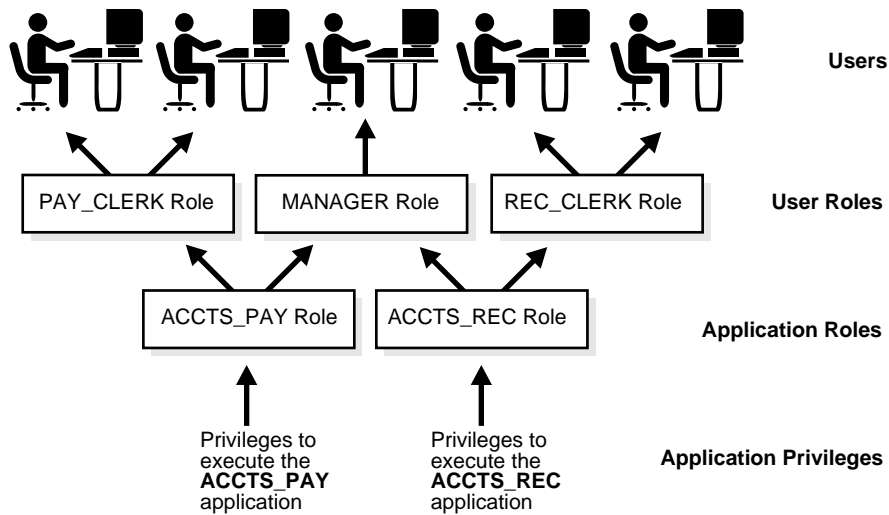 Users
PAY_CLERK Role
MANAGER Role
REC_CLERK Role
User Roles
ACCTS_PAY Role
ACCTS_REC Role
Application Roles
Privileges to
execute the
ACCTS_PAY
application
Privileges to
execute the
ACCTS_REC
application
Application Privileges